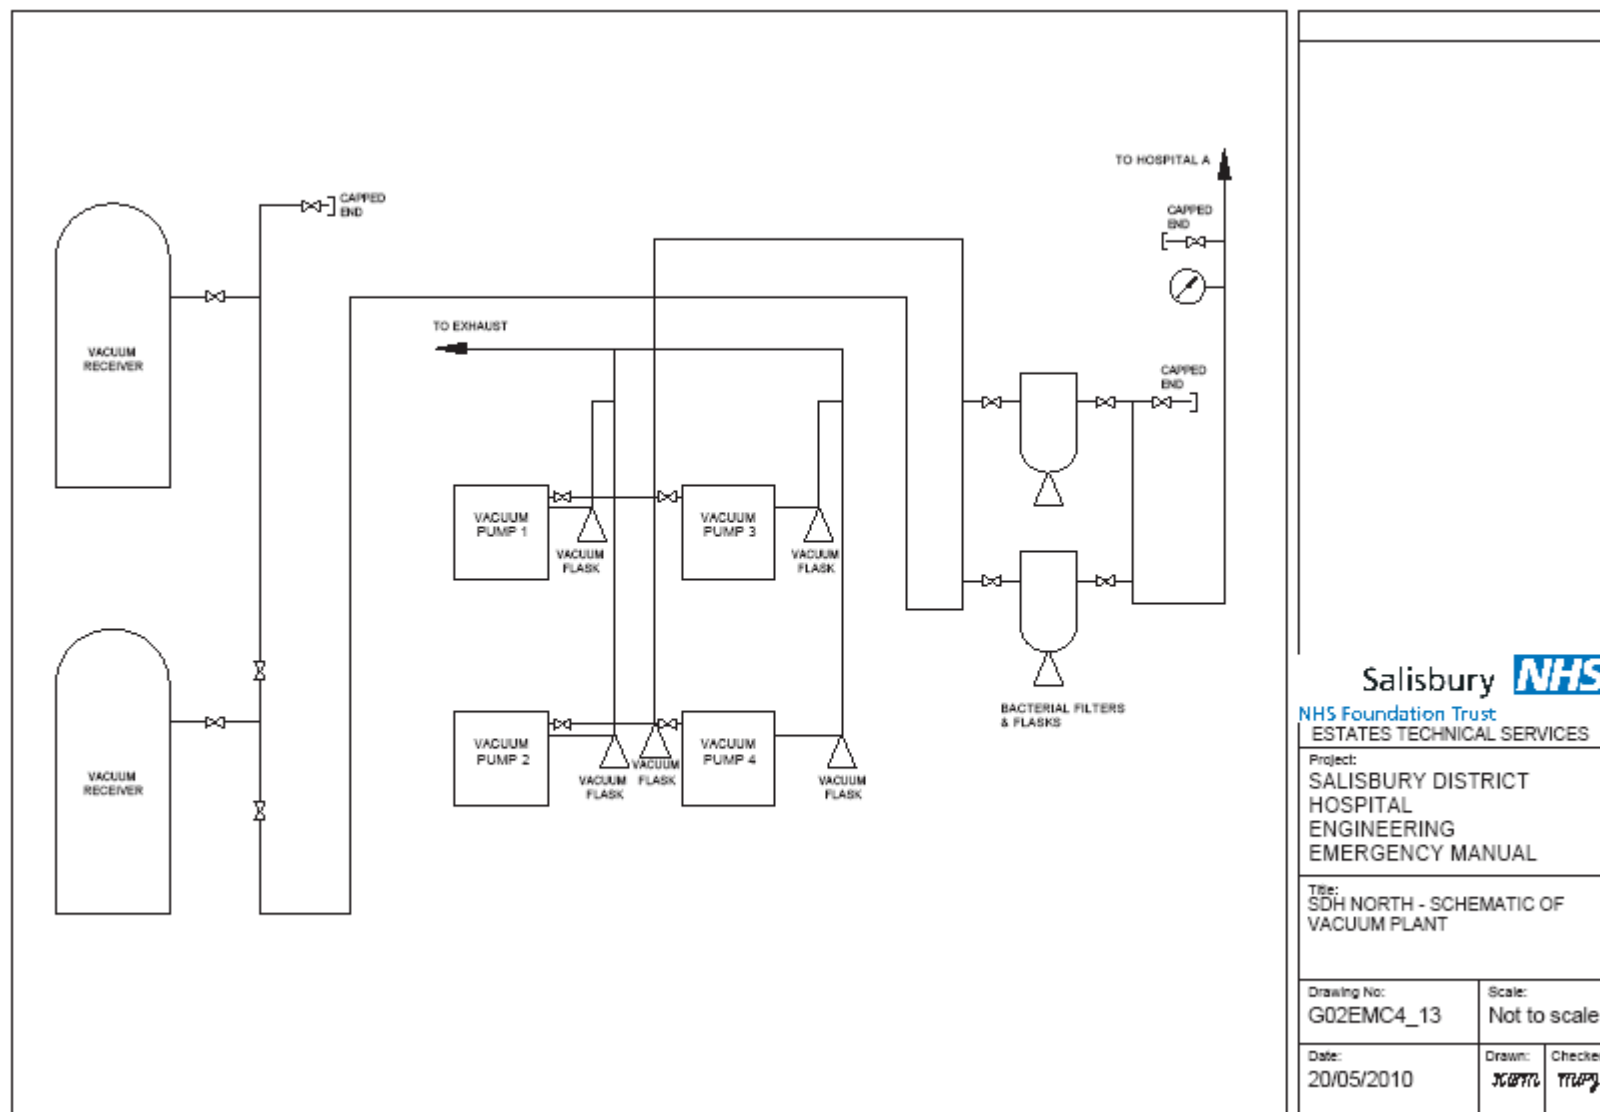 TO HOSPITAL A
CAPPED
END
CAPPED
END
TO EXHAUST
VACUUM
RECEIVER
CAPPED
END
VACUUM
PUMP 1
VACUUM
FLASK
VACUUM
PUMP 3
VACUUM
FLASK
VACUUM
RECEIVER
VACUUM
PUMP 2
VACUUM
FLASK
VACUUM
FLASK
VACUUM
PUMP 4
VACUUM
FLASK
BACTERIAL FILTERS
& FLASKS
Salisbury NHS
NHS Foundation Trust
ESTATES TECHNICAL SERVICES
Project:
SALISBURY DISTRICT
HOSPITAL
ENGINEERING
EMERGENCY MANUAL
Title:
SDH NORTH - SCHEMATIC OF
VACUUM PLANT
Drawing No:
G02EMC4_13
Scale:
Not to scale
Date:
20/05/2010
Drawn: